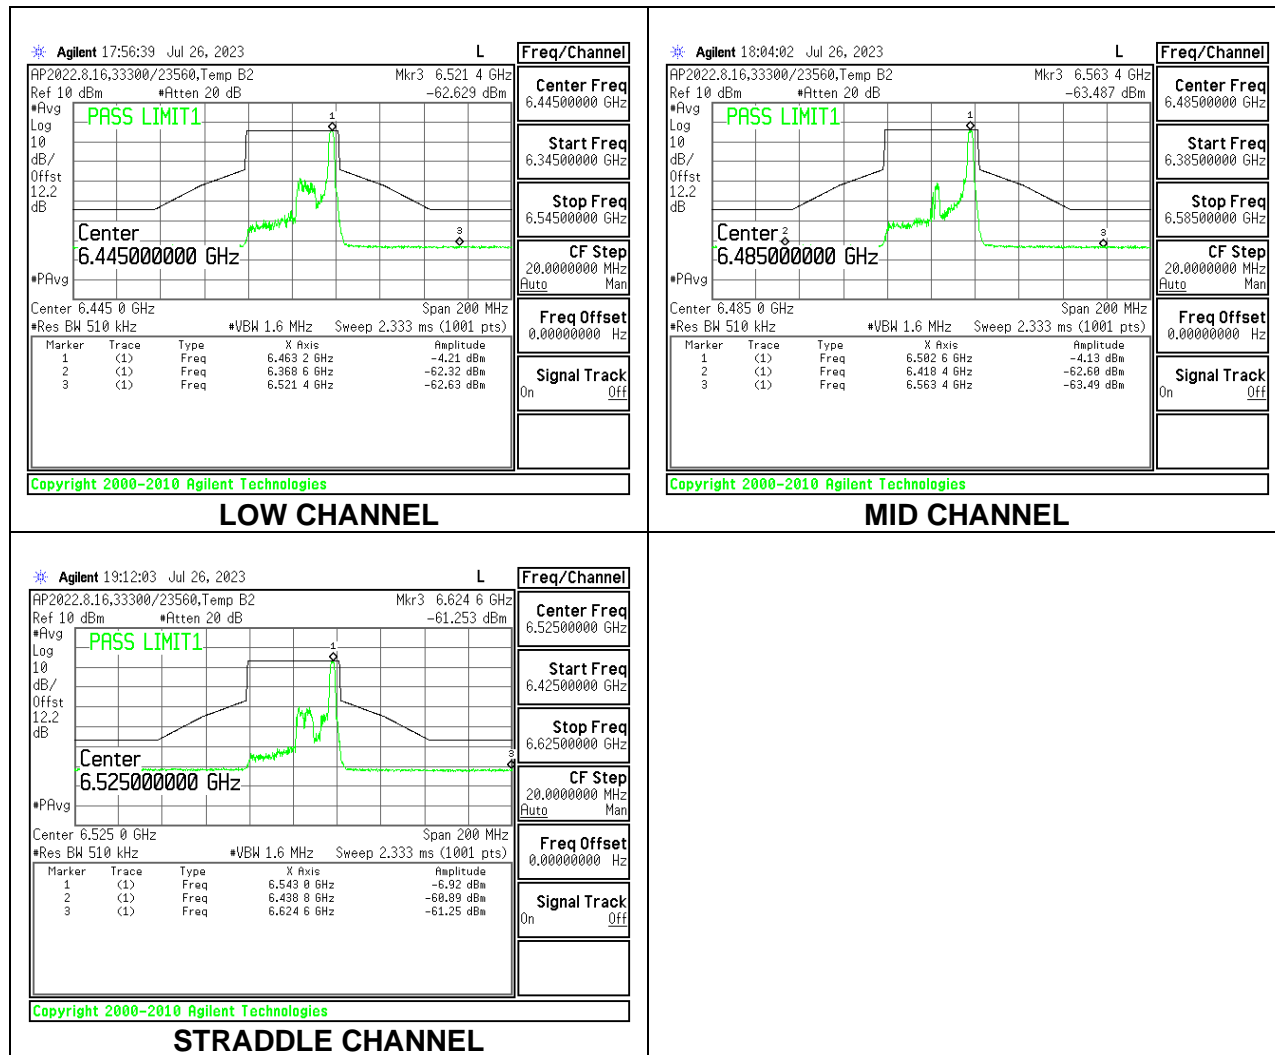 Agilent 17:56:39 Jul 26, 2023 L
Freq/Channel
AP2022.8.16,33300/23560,Temp B2 Mkr3 6.521 4 GHz
Ref 10 dBm #Atten 20 dB -62.629 dBm
#Avg
Log
10
dB/
Offst
12.2
dB
#PAvg
PASS LIMIT1
1
3
Center
6.445000000 GHz
Center 6.445 0 GHz Span 200 MHz
#Res BW 510 kHz #VBW 1.6 MHz Sweep 2.333 ms (1001 pts)
Marker Trace Type X Axis Amplitude
1 (1) Freq 6.463 2 GHz -4.21 dBm
2 (1) Freq 6.368 6 GHz -62.32 dBm
3 (1) Freq 6.521 4 GHz -62.63 dBm
Center Freq
6.44500000 GHz
Start Freq
6.34500000 GHz
Stop Freq
6.54500000 GHz
CF Step
20.0000000 MHz
Auto Man
Freq Offset
0.00000000 Hz
Signal Track
On Off
Copyright 2000-2010 Agilent Technologies
LOW CHANNEL
Agilent 18:04:02 Jul 26, 2023 L
Freq/Channel
AP2022.8.16,33300/23560,Temp B2 Mkr3 6.563 4 GHz
Ref 10 dBm #Atten 20 dB -63.487 dBm
#Avg
Log
10
dB/
Offst
12.2
dB
#PAvg
PASS LIMIT1
1
2
3
Center
6.485000000 GHz
Center 6.485 0 GHz Span 200 MHz
#Res BW 510 kHz #VBW 1.6 MHz Sweep 2.333 ms (1001 pts)
Marker Trace Type X Axis Amplitude
1 (1) Freq 6.502 6 GHz -4.13 dBm
2 (1) Freq 6.418 4 GHz -62.60 dBm
3 (1) Freq 6.563 4 GHz -63.49 dBm
Center Freq
6.48500000 GHz
Start Freq
6.38500000 GHz
Stop Freq
6.58500000 GHz
CF Step
20.0000000 MHz
Auto Man
Freq Offset
0.00000000 Hz
Signal Track
On Off
Copyright 2000-2010 Agilent Technologies
MID CHANNEL
Agilent 19:12:03 Jul 26, 2023 L
Freq/Channel
AP2022.8.16,33300/23560,Temp B2 Mkr3 6.624 6 GHz
Ref 10 dBm #Atten 20 dB -61.253 dBm
#Avg
Log
10
dB/
Offst
12.2
dB
#PAvg
PASS LIMIT1
1
3
Center
6.525000000 GHz
Center 6.525 0 GHz Span 200 MHz
#Res BW 510 kHz #VBW 1.6 MHz Sweep 2.333 ms (1001 pts)
Marker Trace Type X Axis Amplitude
1 (1) Freq 6.543 0 GHz -6.92 dBm
2 (1) Freq 6.438 8 GHz -60.89 dBm
3 (1) Freq 6.624 6 GHz -61.25 dBm
Center Freq
6.52500000 GHz
Start Freq
6.42500000 GHz
Stop Freq
6.62500000 GHz
CF Step
20.0000000 MHz
Auto Man
Freq Offset
0.00000000 Hz
Signal Track
On Off
Copyright 2000-2010 Agilent Technologies
STRADDLE CHANNEL